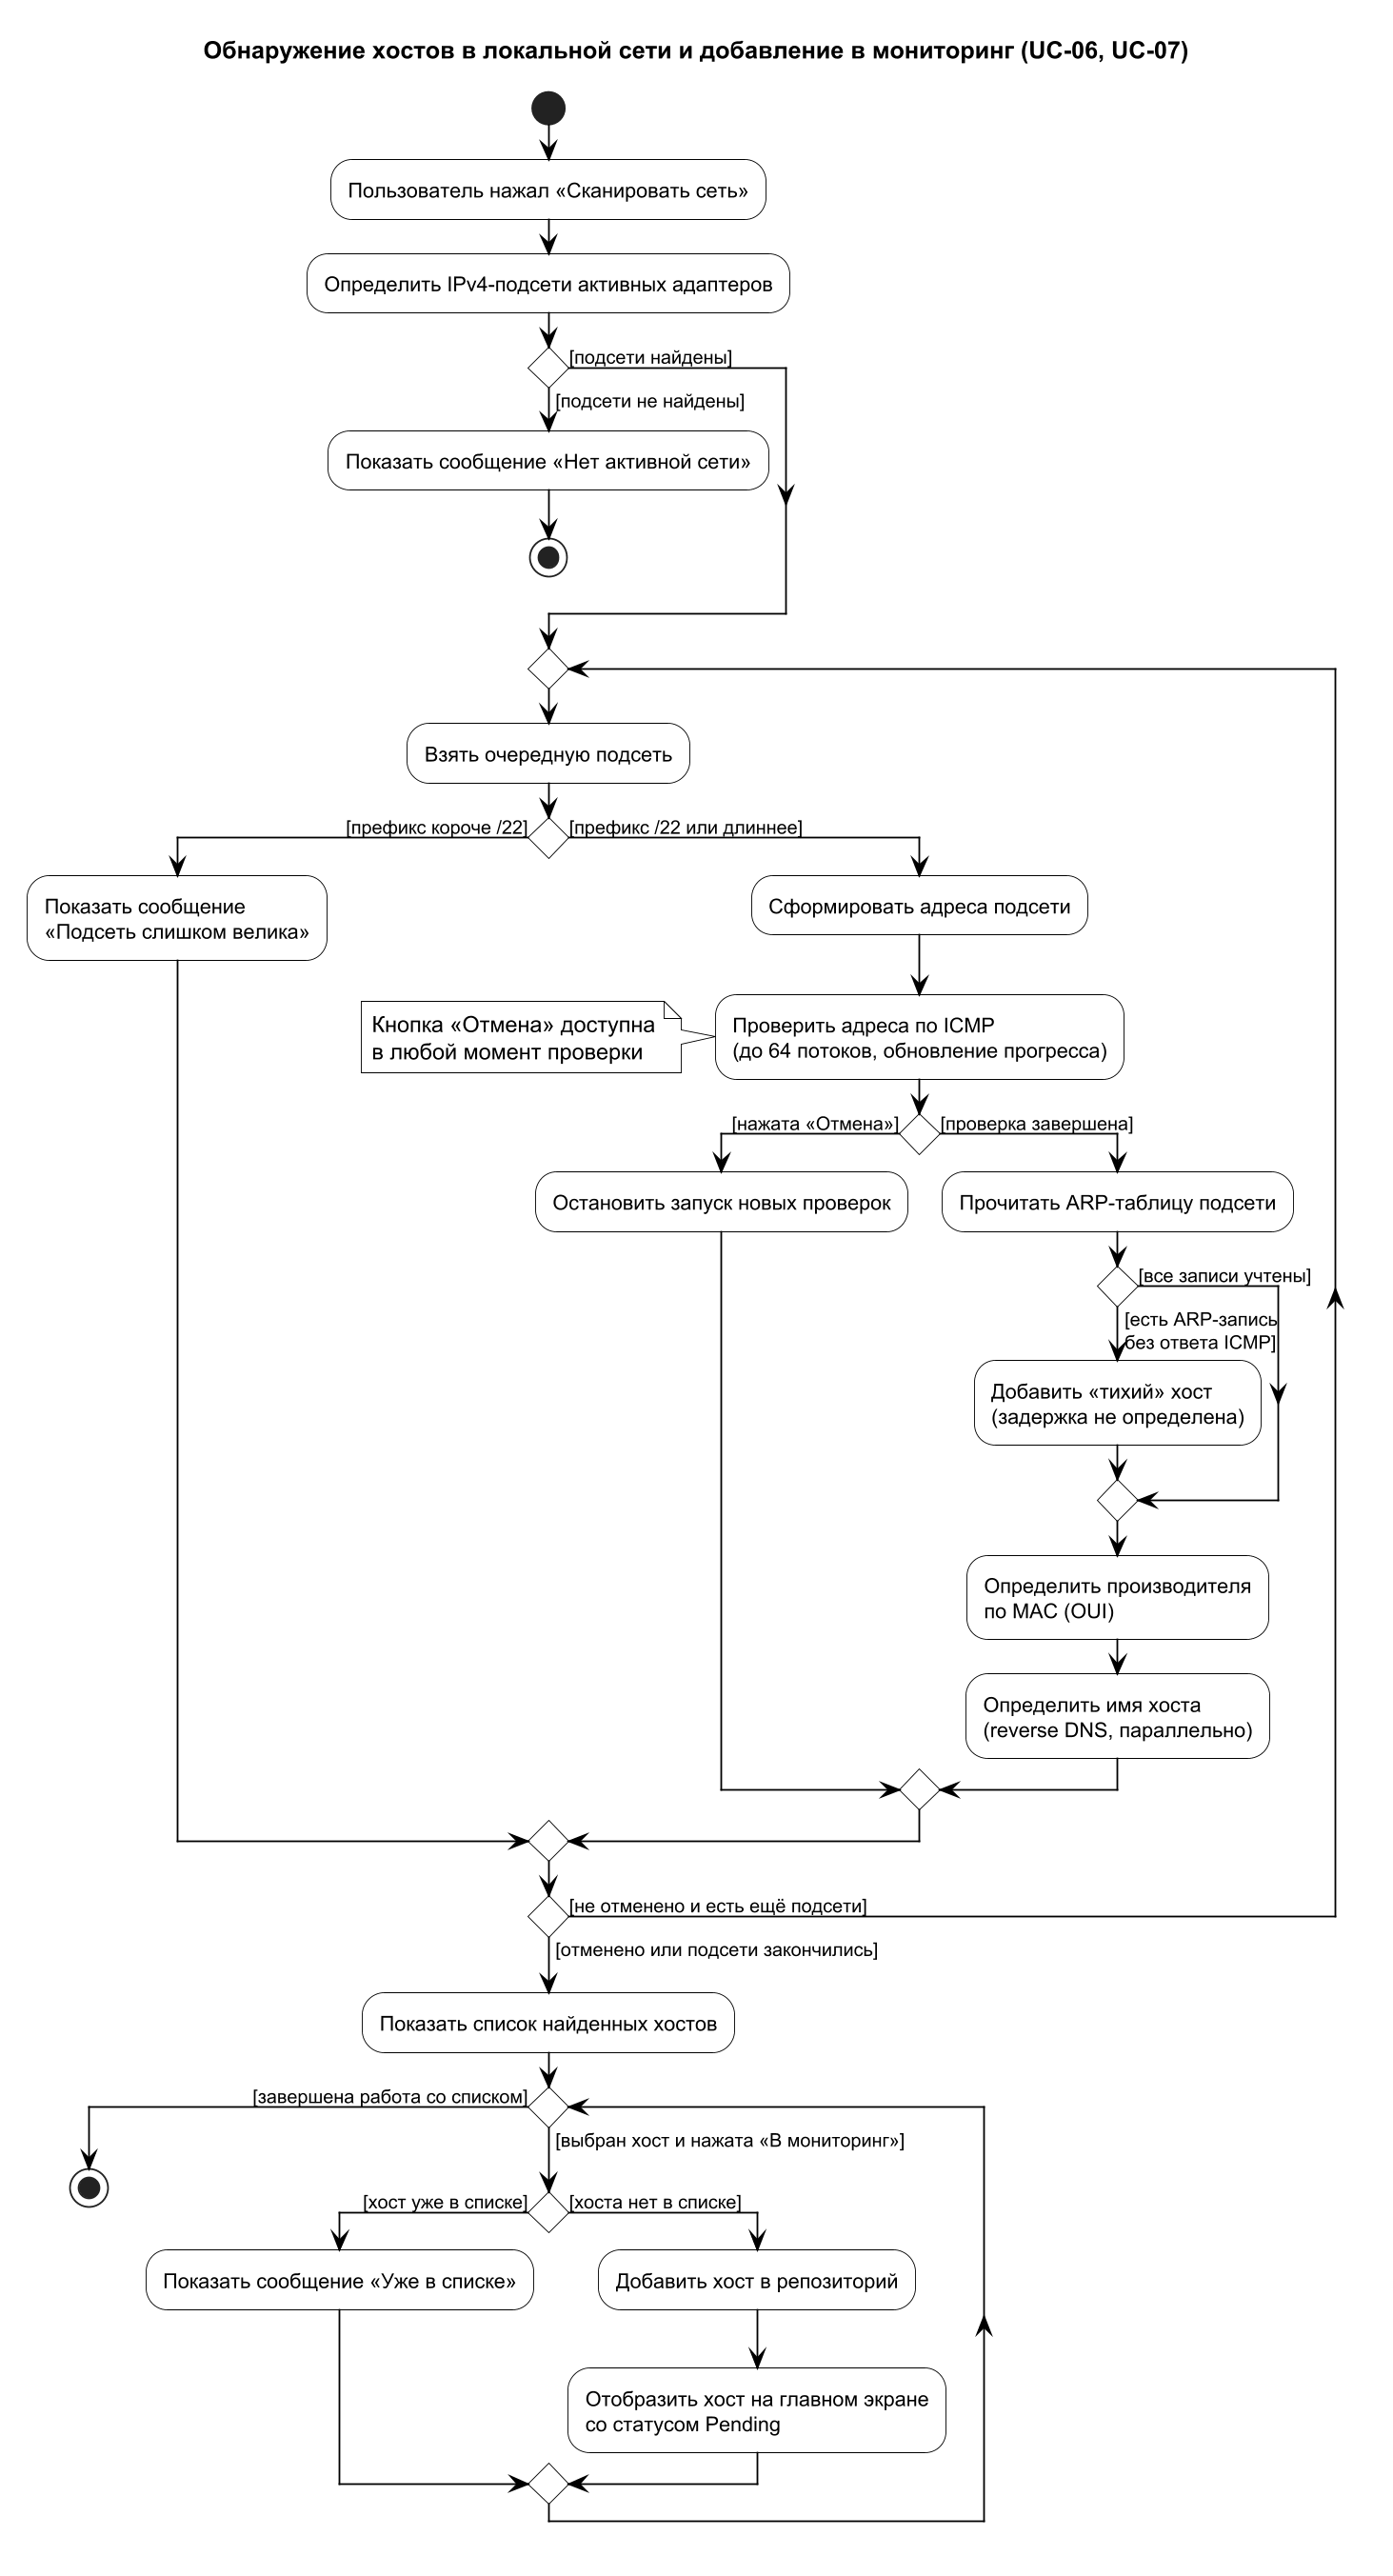 Обнаружение хостов в локальной сети и добавление в мониторинг (UC-06, UC-07)
Пользователь нажал «Сканировать сеть»
Определить IPv4-подсети активных адаптеров
[подсети найдены]
[подсети не найдены]
Показать сообщение «Нет активной сети»
Взять очередную подсеть
[префикс короче /22]
[префикс /22 или длиннее]
Показать сообщение
«Подсеть слишком велика»
Сформировать адреса подсети
Кнопка «Отмена» доступна
в любой момент проверки
Проверить адреса по ICMP
(до 64 потоков, обновление прогресса)
[нажата «Отмена»]
[проверка завершена]
Остановить запуск новых проверок
Прочитать ARP-таблицу подсети
[все записи учтены]
[есть ARP-запись
без ответа ICMP]
Добавить «тихий» хост
(задержка не определена)
Определить производителя
по MAC (OUI)
Определить имя хоста
(reverse DNS, параллельно)
[не отменено и есть ещё подсети]
[отменено или подсети закончились]
Показать список найденных хостов
[завершена работа со списком]
[выбран хост и нажата «В мониторинг»]
[хост уже в списке]
[хоста нет в списке]
Показать сообщение «Уже в списке»
Добавить хост в репозиторий
Отобразить хост на главном экране
со статусом Pending